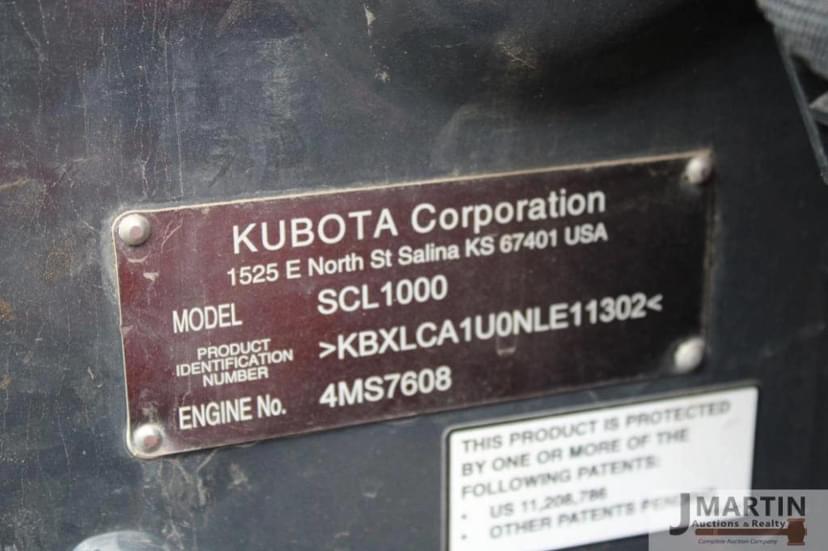 KUBOTA Corporation
1525 E North St Salina KS 67401 USA
MODEL SCL1000
PRODUCT
IDENTIFICATION
NUMBER >KBXLCA1U0NLE11302<
ENGINE No. 4MS7608
THIS PRODUCT IS PROTECTED
BY ONE OR MORE OF THE
FOLLOWING PATENTS:
• US 11,208,786
• OTHER PATENTS
J MARTIN
Auctions & Realty
Complete Auction Company